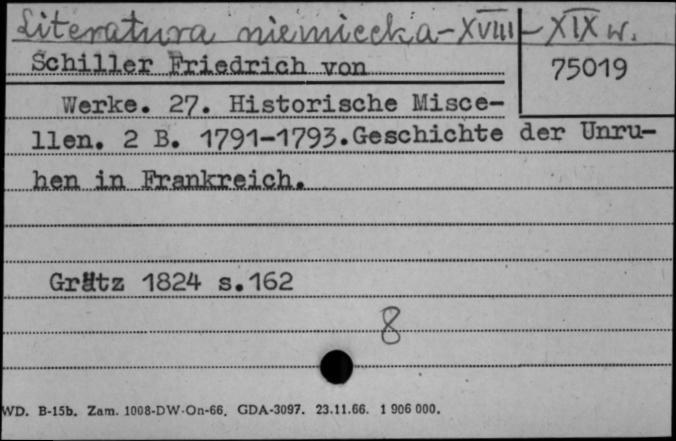 Literatura niemiecka - XVIII - XIX w.
Schiller Friedrich von
75019
Werke. 27. Historische Misce-
llen. 2 B. 1791-1793.Geschichte der Unru-
hen in Frankreich.
Grätz 1824 s.162
8
WD. B-15b. Zam. 1008-DW-On-66. GDA-3097. 23.11.66. 1 906 000.